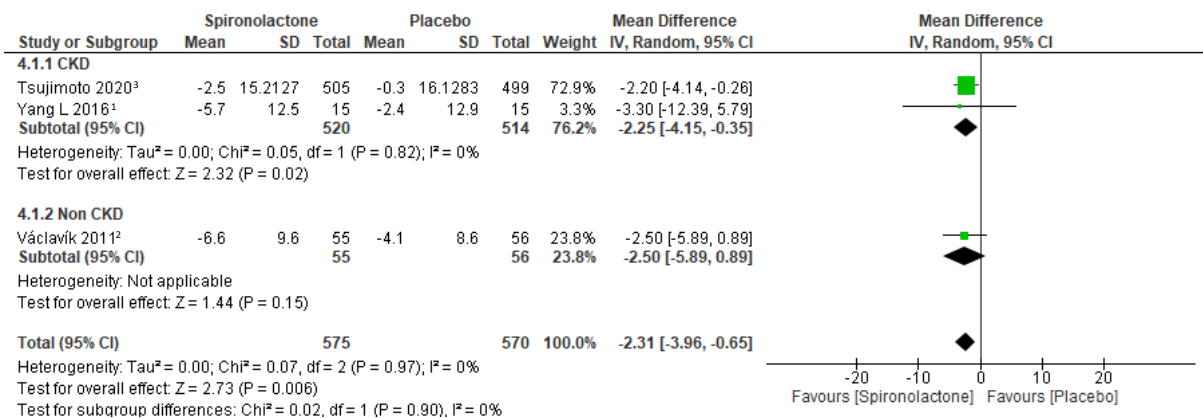 Spironolactone Placebo Mean Difference Mean Difference
Study or Subgroup Mean SD Total Mean SD Total Weight IV, Random, 95% CI IV, Random, 95% CI
4.1.1 CKD
Tsujimoto 2020³ -2.5 15.2127 505 -0.3 16.1283 499 72.9% -2.20 [-4.14, -0.26]
Yang L 2016¹ -5.7 12.5 15 -2.4 12.9 15 3.3% -3.30 [-12.39, 5.79]
Subtotal (95% CI) 520 514 76.2% -2.25 [-4.15, -0.35]
Heterogeneity: Tau² = 0.00; Chi² = 0.05, df = 1 (P = 0.82); I² = 0%
Test for overall effect: Z = 2.32 (P = 0.02)
4.1.2 Non CKD
Václavík 2011² -6.6 9.6 55 -4.1 8.6 56 23.8% -2.50 [-5.89, 0.89]
Subtotal (95% CI) 55 56 23.8% -2.50 [-5.89, 0.89]
Heterogeneity: Not applicable
Test for overall effect: Z = 1.44 (P = 0.15)
Total (95% CI) 575 570 100.0% -2.31 [-3.96, -0.65]
Heterogeneity: Tau² = 0.00; Chi² = 0.07, df = 2 (P = 0.97); I² = 0%
Test for overall effect: Z = 2.73 (P = 0.006)
Test for subgroup differences: Chi² = 0.02, df = 1 (P = 0.90), I² = 0%
-20 -10 0 10 20
Favours [Spironolactone] Favours [Placebo]